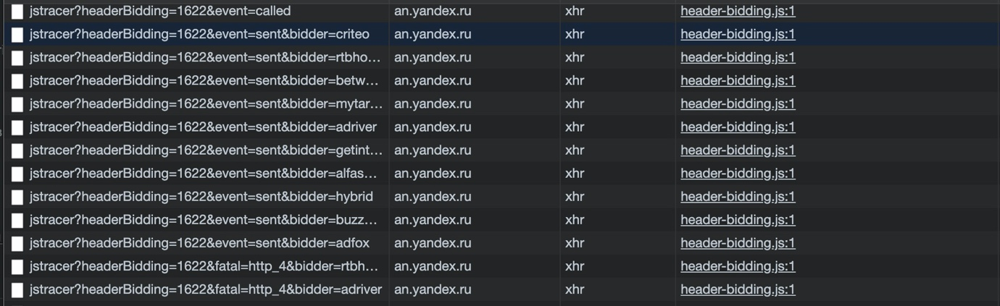 jstracer?headerBidding=1622&event=called an.yandex.ru xhr header-bidding.js:1
jstracer?headerBidding=1622&event=sent&bidder=criteo an.yandex.ru xhr header-bidding.js:1
jstracer?headerBidding=1622&event=sent&bidder=rtbho... an.yandex.ru xhr header-bidding.js:1
jstracer?headerBidding=1622&event=sent&bidder=betw... an.yandex.ru xhr header-bidding.js:1
jstracer?headerBidding=1622&event=sent&bidder=mytar... an.yandex.ru xhr header-bidding.js:1
jstracer?headerBidding=1622&event=sent&bidder=adriver an.yandex.ru xhr header-bidding.js:1
jstracer?headerBidding=1622&event=sent&bidder=getint... an.yandex.ru xhr header-bidding.js:1
jstracer?headerBidding=1622&event=sent&bidder=alfas... an.yandex.ru xhr header-bidding.js:1
jstracer?headerBidding=1622&event=sent&bidder=hybrid an.yandex.ru xhr header-bidding.js:1
jstracer?headerBidding=1622&event=sent&bidder=buzz... an.yandex.ru xhr header-bidding.js:1
jstracer?headerBidding=1622&event=sent&bidder=adfox an.yandex.ru xhr header-bidding.js:1
jstracer?headerBidding=1622&fatal=http_4&bidder=rtbh... an.yandex.ru xhr header-bidding.js:1
jstracer?headerBidding=1622&fatal=http_4&bidder=adriver an.yandex.ru xhr header-bidding.js:1